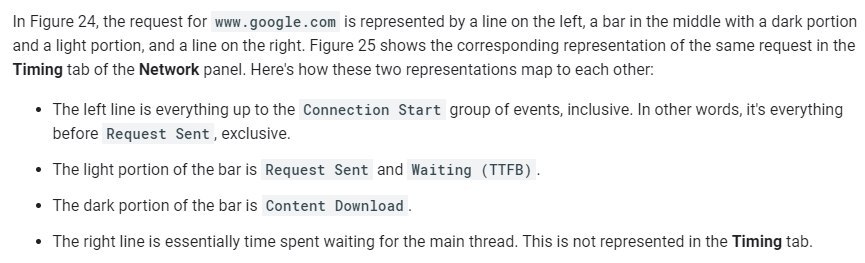 In Figure 24, the request for www.google.com is represented by a line on the left, a bar in the middle with a dark portion
and a light portion, and a line on the right. Figure 25 shows the corresponding representation of the same request in the
Timing tab of the Network panel. Here's how these two representations map to each other:
• The left line is everything up to the Connection Start group of events, inclusive. In other words, it's everything
before Request Sent, exclusive.
• The light portion of the bar is Request Sent and Waiting (TTFB).
• The dark portion of the bar is Content Download.
• The right line is essentially time spent waiting for the main thread. This is not represented in the Timing tab.